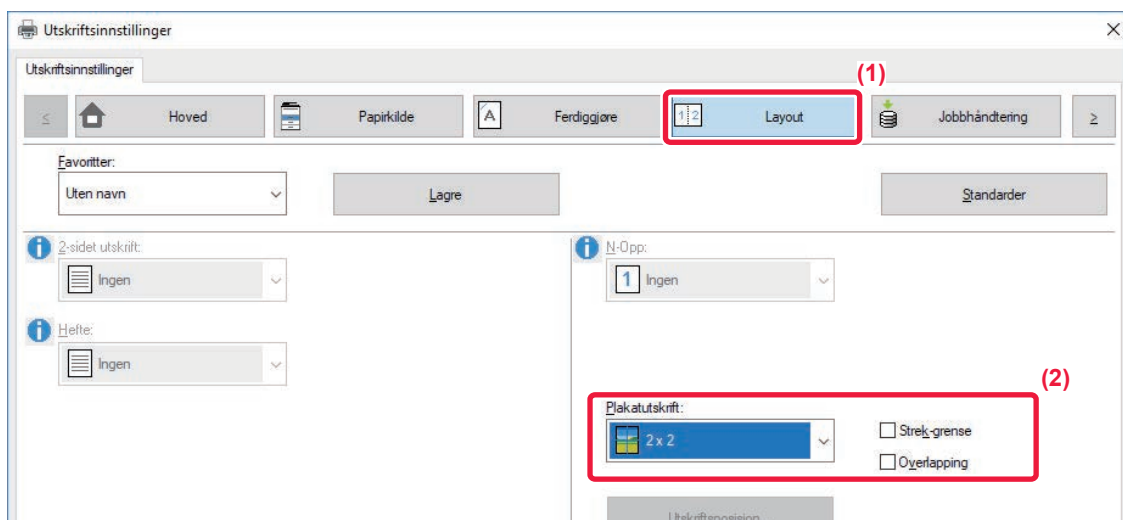 Utskriftsinnstillinger
Utskriftsinnstillinger
(1)
< Hoved Papirkilde A Ferdiggjøre 1 2 Layout Jobbhåndtering >
Favoritter:
Uten navn Lagre Standarder
2-sidet utskrift: N-Opp:
Ingen 1 Ingen
Hefte:
Ingen
(2)
Plakatutskrift:
2 x 2 Strek-grense
Overlapping
Utskriftsposisjon